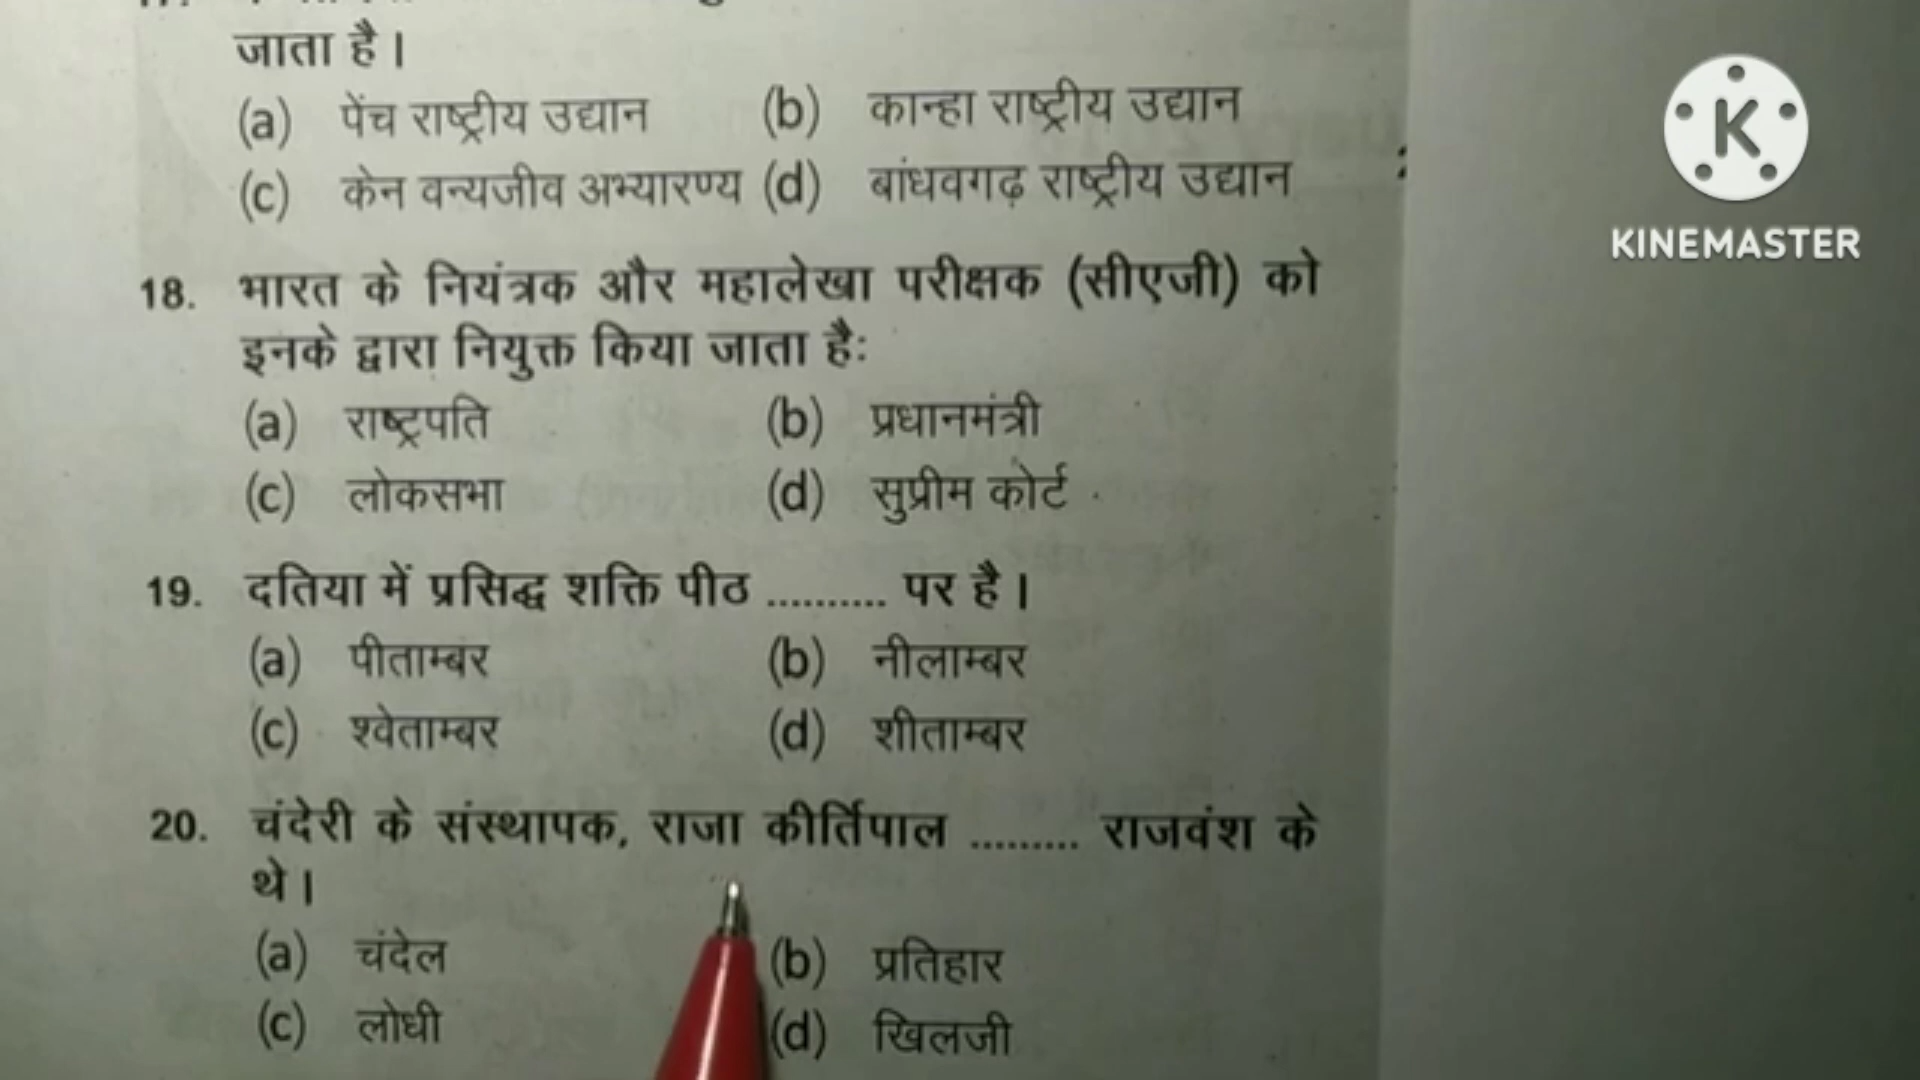 जाता है।
(a) पेंच राष्ट्रीय उद्यान (b) कान्हा राष्ट्रीय उद्यान
(c) केन वन्यजीव अभ्यारण्य (d) बांधवगढ़ राष्ट्रीय उद्यान
18. भारत के नियंत्रक और महालेखा परीक्षक (सीएजी) को
इनके द्वारा नियुक्त किया जाता हैः
(a) राष्ट्रपति (b) प्रधानमंत्री
(c) लोकसभा (d) सुप्रीम कोर्ट
19. दतिया में प्रसिद्ध शक्ति पीठ .......... पर है।
(a) पीताम्बर (b) नीलाम्बर
(c) श्वेताम्बर (d) शीताम्बर
20. चंदेरी के संस्थापक, राजा कीर्तिपाल ......... राजवंश के
थे।
(a) चंदेल (b) प्रतिहार
(c) लोधी (d) खिलजी
K
KINEMASTER